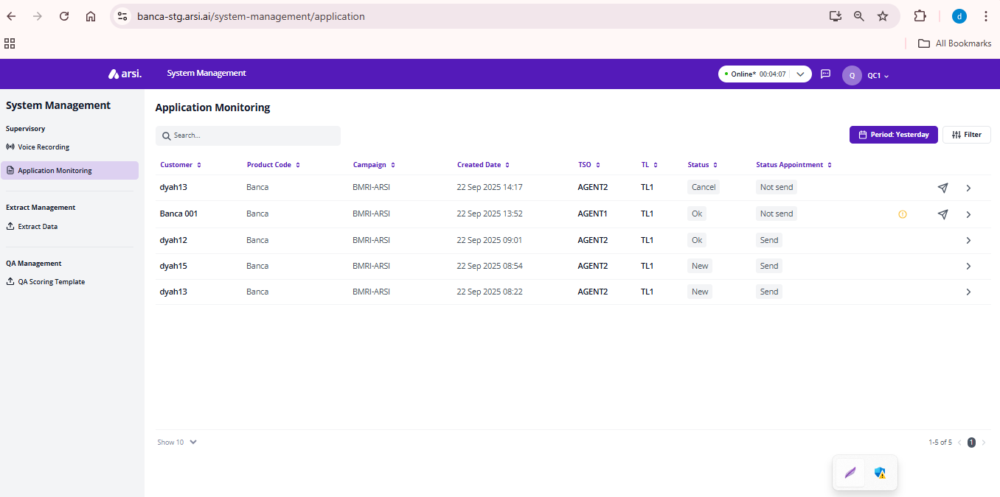 banca-stg.arsi.ai/system-management/application
d
All Bookmarks
arsi.
System Management
Online* 00:04:07
Q
QC1
System Management
Supervisory
Voice Recording
Application Monitoring
Extract Management
Extract Data
QA Management
QA Scoring Template
Application Monitoring
Search...
Period: Yesterday
Filter
Customer Product Code Campaign Created Date TSO TL Status Status Appointment
dyah13 Banca BMRI-ARSI 22 Sep 2025 14:17 AGENT2 TL1 Cancel Not send
Banca 001 Banca BMRI-ARSI 22 Sep 2025 13:52 AGENT1 TL1 Ok Not send
dyah12 Banca BMRI-ARSI 22 Sep 2025 09:01 AGENT2 TL1 Ok Send
dyah15 Banca BMRI-ARSI 22 Sep 2025 08:54 AGENT2 TL1 New Send
dyah13 Banca BMRI-ARSI 22 Sep 2025 08:22 AGENT2 TL1 New Send
Show 10
1-5 of 5 1